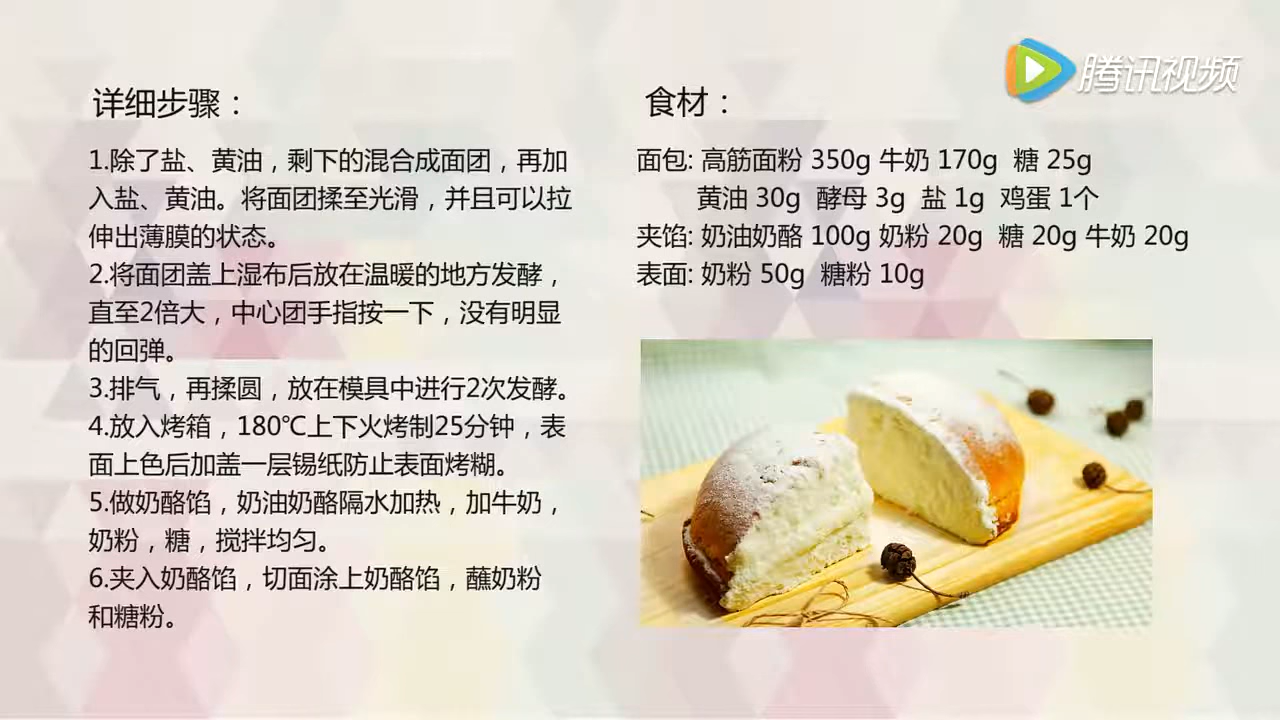 详细步骤：
1.除了盐、黄油，剩下的混合成面团，再加
入盐、黄油。将面团揉至光滑，并且可以拉
伸出薄膜的状态。
2.将面团盖上湿布后放在温暖的地方发酵，
直至2倍大，中心团手指按一下，没有明显
的回弹。
3.排气，再揉圆，放在模具中进行2次发酵。
4.放入烤箱，180℃上下火烤制25分钟，表
面上色后加盖一层锡纸防止表面烤糊。
5.做奶酪馅，奶油奶酪隔水加热，加牛奶，
奶粉，糖，搅拌均匀。
6.夹入奶酪馅，切面涂上奶酪馅，蘸奶粉
和糖粉。
食材：
面包: 高筋面粉 350g 牛奶 170g 糖 25g
黄油 30g 酵母 3g 盐 1g 鸡蛋 1个
夹馅: 奶油奶酪 100g 奶粉 20g 糖 20g 牛奶 20g
表面: 奶粉 50g 糖粉 10g
腾讯视频